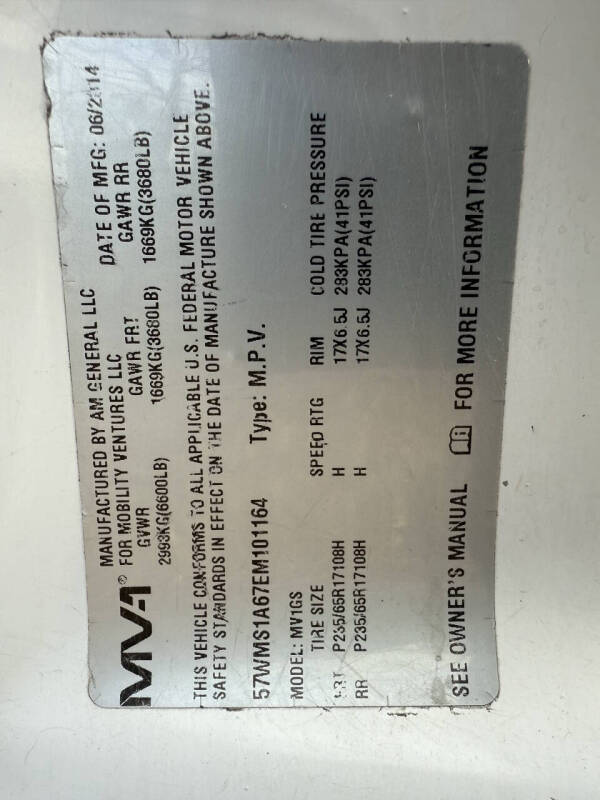 MV-1® MANUFACTURED BY AM GENERAL LLC DATE OF MFG: 06/2014
FOR MOBILITY VENTURES LLC
GVWR GAWR FRT GAWR RR
2993KG(6600LB) 1669KG(3680LB) 1669KG(3680LB)
THIS VEHICLE CONFORMS TO ALL APPLICABLE U.S. FEDERAL MOTOR VEHICLE
SAFETY STANDARDS IN EFFECT ON THE DATE OF MANUFACTURE SHOWN ABOVE.
57WMS1A67EM101164 Type: M.P.V.
MODEL: MV1GS
TIRE SIZE SPEED RTG RIM COLD TIRE PRESSURE
FRT P235/65R17108H H 17X6.5J 283KPA(41PSI)
RR P235/65R17108H H 17X6.5J 283KPA(41PSI)
SEE OWNER'S MANUAL FOR MORE INFORMATION